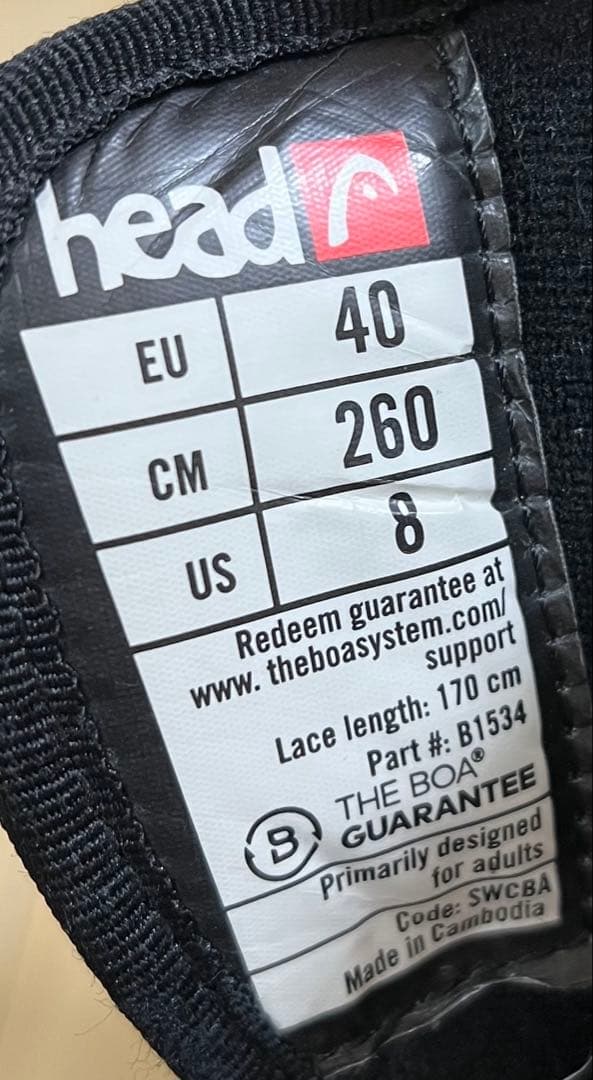 head
EU 40
CM 260
US 8
Redeem guarantee at
www. theboasystem.com/
support
Lace length: 170 cm
Part #: B1534
B THE BOA®
GUARANTEE
Primarily designed
for adults
Code: SWCBA
Made in Cambodia